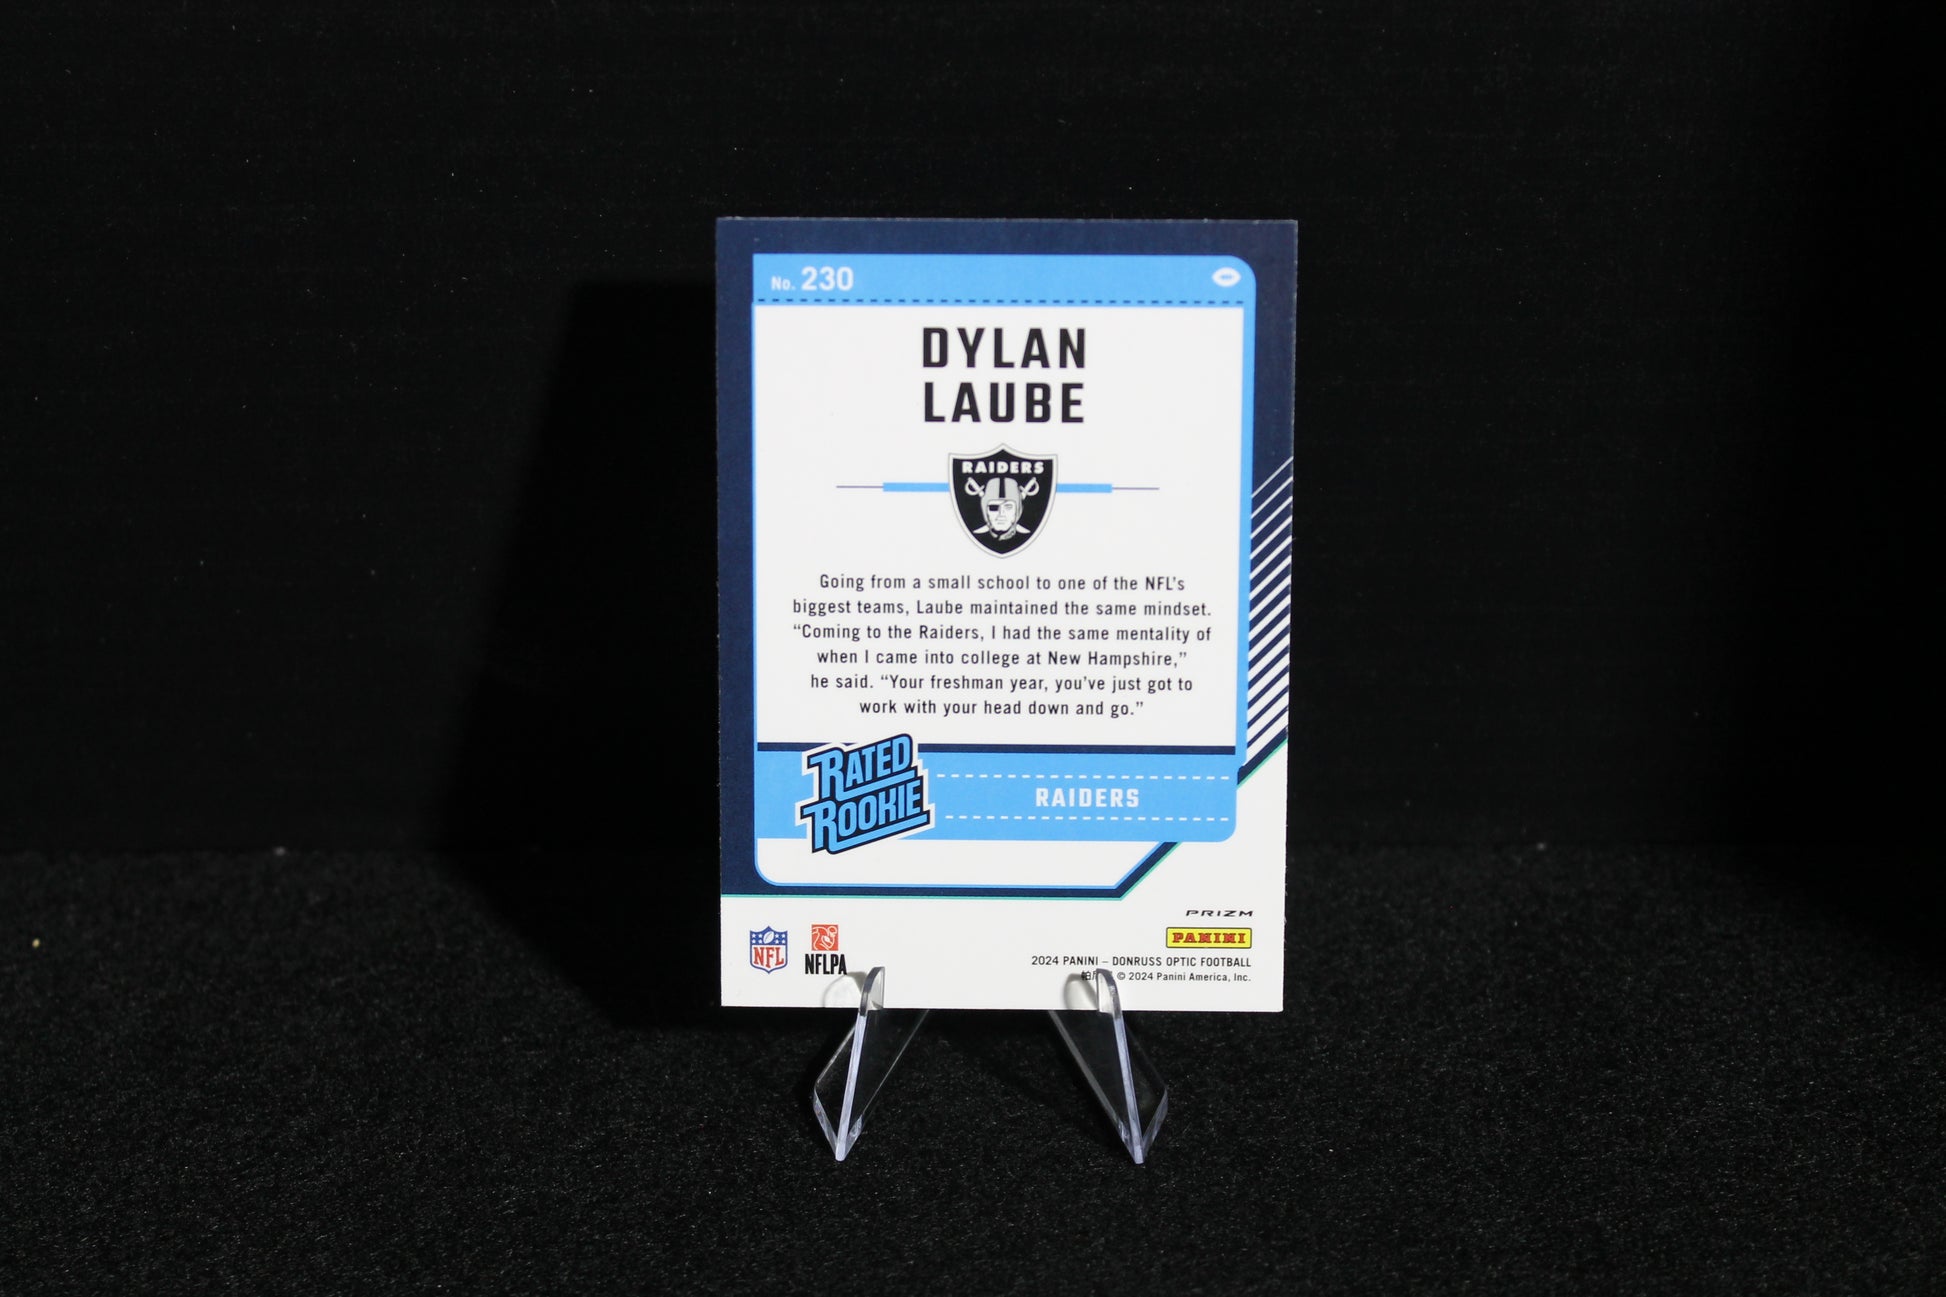 No. 230
DYLAN
LAUBE
RAIDERS
Going from a small school to one of the NFL's
biggest teams, Laube maintained the same mindset.
“Coming to the Raiders, I had the same mentality of
when I came into college at New Hampshire,”
he said. “Your freshman year, you’ve just got to
work with your head down and go.”
RATED
ROOKIE
RAIDERS
PRIZM
NFL
NFLPA
PANINI
2024 PANINI – DONRUSS OPTIC FOOTBALL
© 2024 Panini America, Inc.